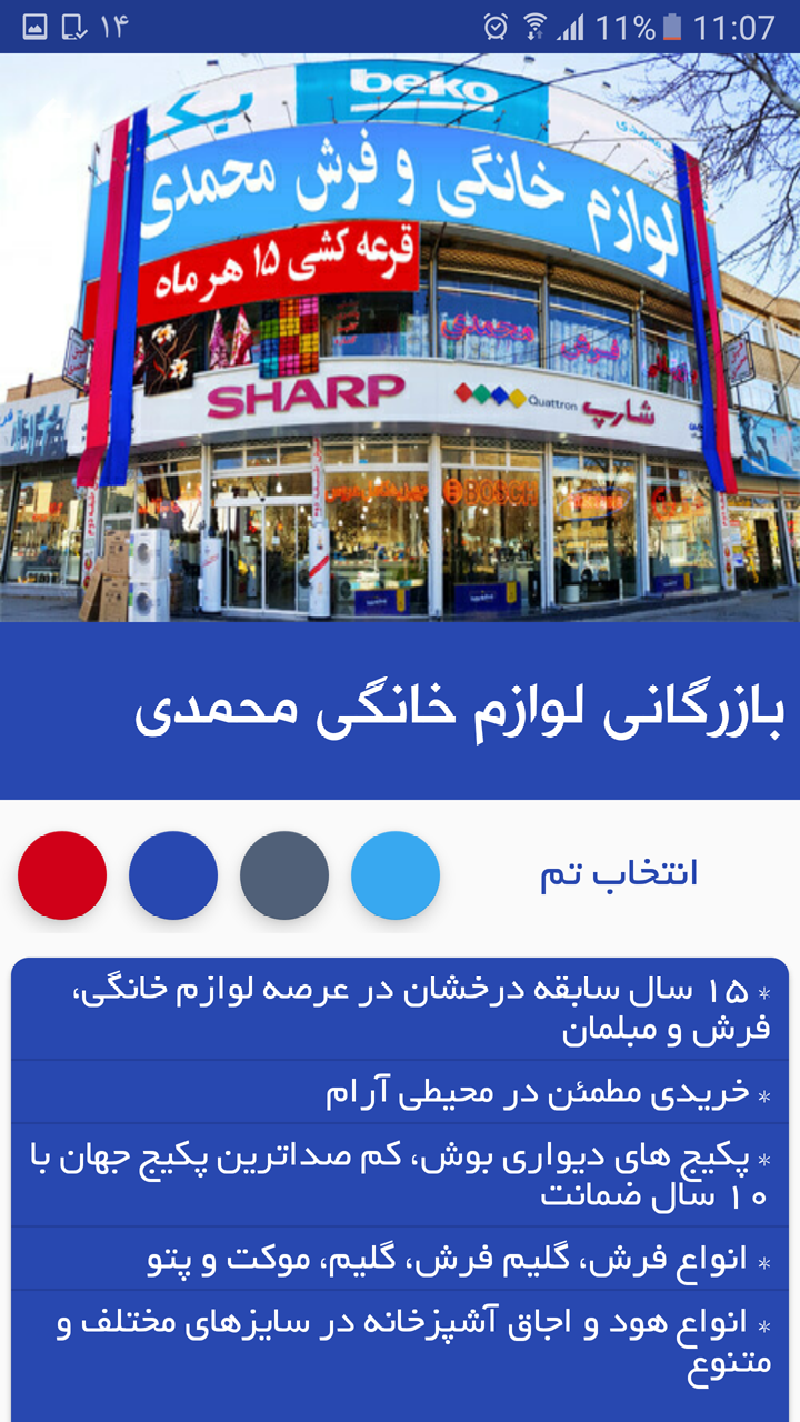 ۱۴
11% 11:07
beko
بکو
لوازم خانگی و فرش محمدی
قرعه کشی ۱۵ هر ماه
محمدی
فرش
SHARP
Quattron
شارپ
BOSCH
بازرگانی لوازم خانگی محمدی
انتخاب تم
* ۱۵ سال سابقه درخشان در عرصه لوازم خانگی،
فرش و مبلمان
* خریدی مطمئن در محیطی آرام
* پکیج های دیواری بوش، کم صداترین پکیج جهان با
۱۰ سال ضمانت
* انواع فرش، گلیم فرش، گلیم، موکت و پتو
* انواع هود و اجاق آشپزخانه در سایزهای مختلف و
متنوع